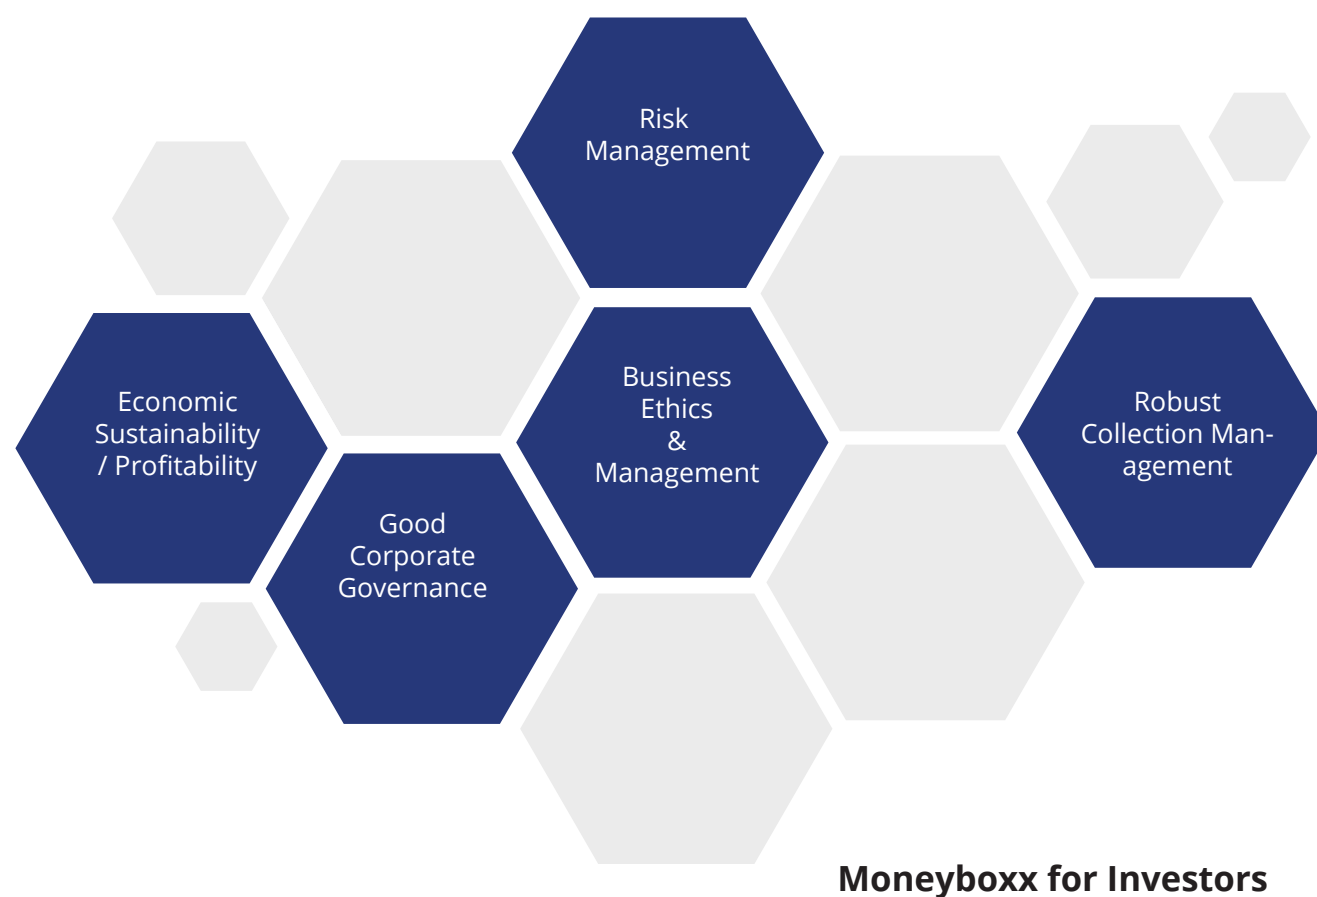 Risk
Management
Economic
Sustainability
/ Profitability
Good
Corporate
Governance
Business
Ethics
&
Management
Robust
Collection Man-
agement
Moneyboxx for Investors